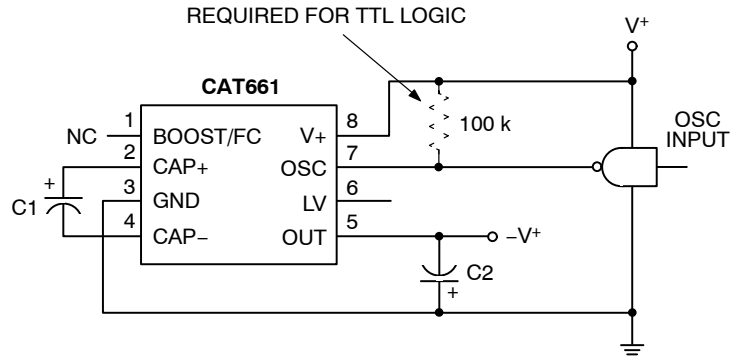 REQUIRED FOR TTL LOGIC
V+
CAT661
OSC
INPUT
100 k
NC
1
BOOST/FC
V+
8
2
CAP+
OSC
7
+
C1
3
GND
LV
6
4
CAP−
OUT
5
−V+
C2
+